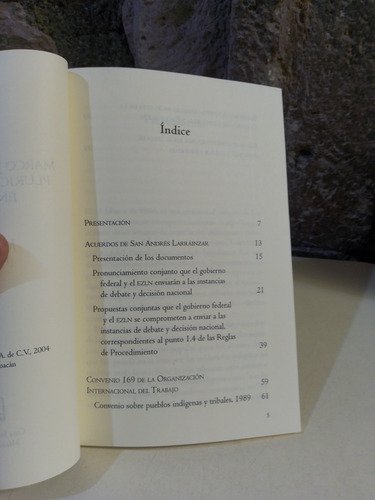 MARCO
A. de C.V., 2004
Índice
PRESENTACIÓN 7
ACUERDOS DE SAN ANDRÉS LARRÁINZAR 13
Presentación de los documentos 15
Pronunciamiento conjunto que el gobierno
federal y el EZLN enviarán a las instancias
de debate y decisión nacional 21
Propuestas conjuntas que el gobierno federal
y el EZLN se comprometen a enviar a las
instancias de debate y decisión nacional,
correspondientes al punto 1.4 de las Reglas
de Procedimiento 39
CONVENIO 169 DE LA ORGANIZACIÓN
INTERNACIONAL DEL TRABAJO 59
Convenio sobre pueblos indígenas y tribales, 1989 61